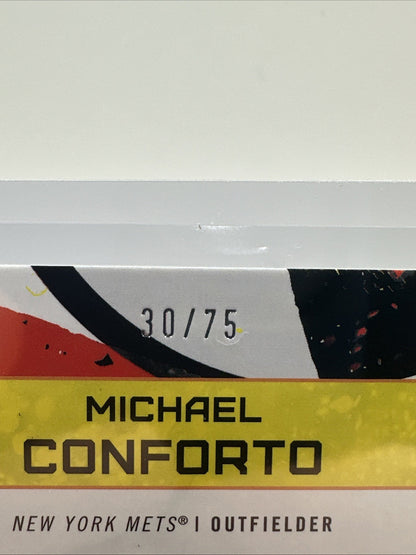 30/75
MICHAEL
CONFORTO
NEW YORK METS® | OUTFIELDER